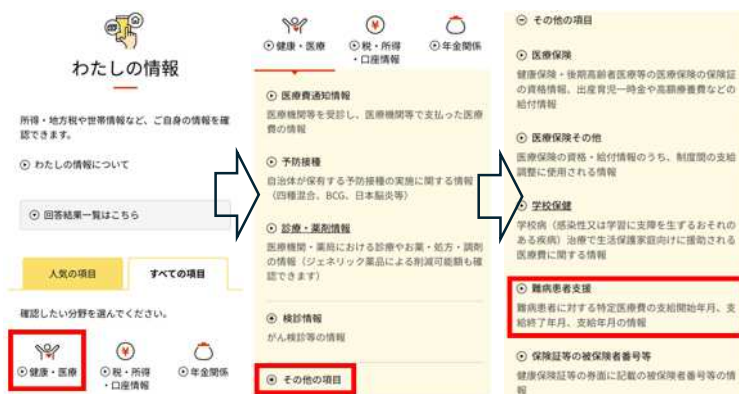 わたしの情報
所得・地方税や世帯情報など、ご自身の情報を確
認できます。
わたしの情報について
回答結果一覧はこちら
人気の項目
すべての項目
確認したい分野を選んでください。
健康・医療
税・所得
・口座情報
年金関係
健康・医療
税・所得
・口座情報
年金関係
医療費通知情報
医療機関等を受診し、医療機関等で支払った医療
費の情報
予防接種
自治体が保有する予防接種の実施に関する情報
（四種混合、BCG、日本脳炎等）
診療・薬剤情報
医療機関・薬局における診療やお薬・処方・調剤
の情報（ジェネリック薬品による削減可能額も確
認できます）
検診情報
がん検診等の情報
その他の項目
その他の項目
医療保険
健康保険・後期高齢者医療等の医療保険の保険証
の資格情報、出産育児一時金や高額療養費などの
給付情報
医療保険その他
医療保険の資格・給付情報のうち、制度間の支給
調整に使用される情報
学校保健
学校病（感染性又は学習に支障を生ずるおそれの
ある疾病）治療で生活保護家庭向けに援助される
医療費に関する情報
難病患者支援
難病患者に対する特定医療費の支給開始年月、支
給終了年月、支給年月の情報
保険証等の被保険者番号等
健康保険証等の券面に記載の被保険者番号等の情
報